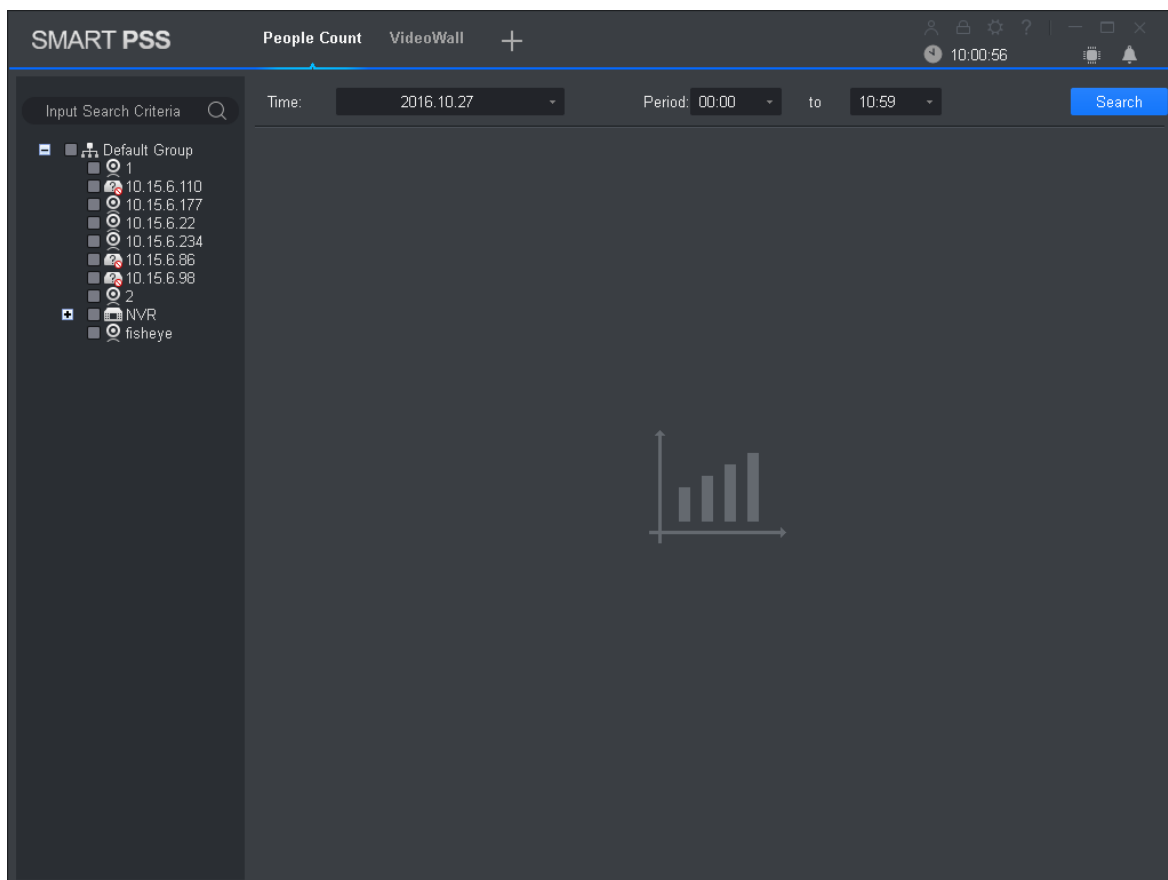 SMART PSS
People Count VideoWall
10:00:56
Input Search Criteria
Time: 2016.10.27 Period: 00:00 to 10:59 Search
Default Group
1
10.15.6.110
10.15.6.177
10.15.6.22
10.15.6.234
10.15.6.86
10.15.6.98
2
NVR
fisheye